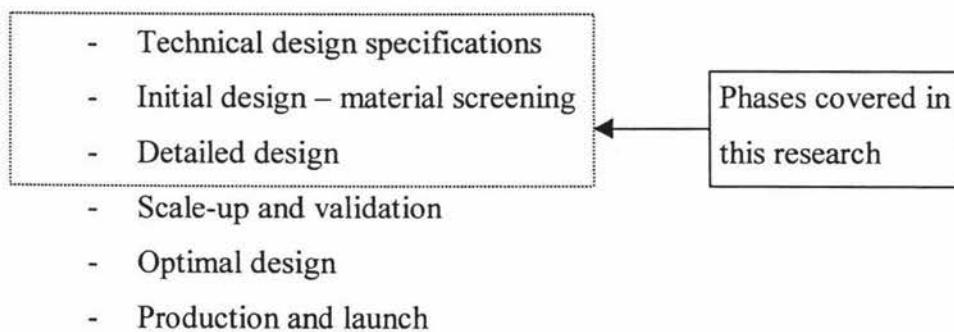 - Technical design specifications
- Initial design – material screening
- Detailed design
- Scale-up and validation
- Optimal design
- Production and launch
Phases covered in
this research